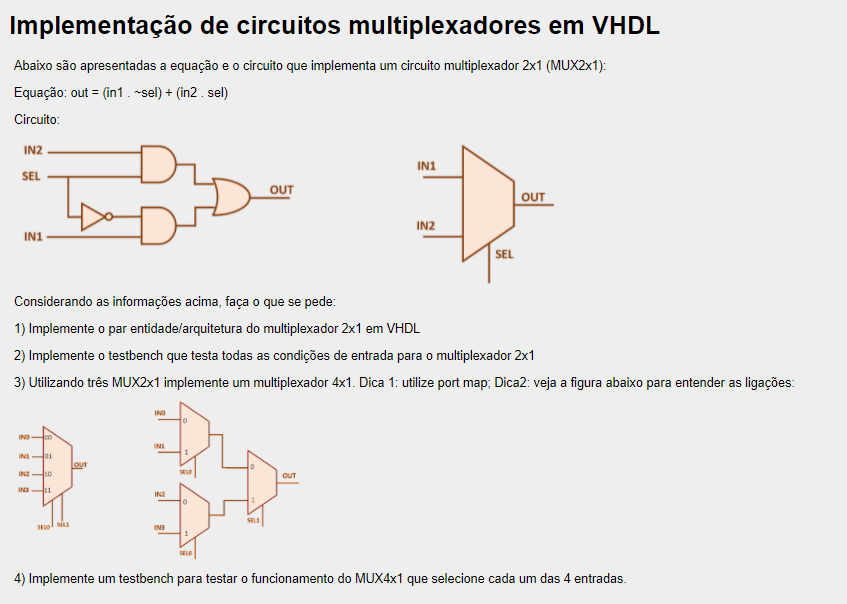 Implementação de circuitos multiplexadores em VHDL
Abaixo são apresentadas a equação e o circuito que implementa um circuito multiplexador 2x1 (MUX2x1):
Equação: out = (in1 . ~sel) + (in2 . sel)
Circuito:
IN2
SEL
OUT
IN1
IN1
OUT
IN2
SEL
Considerando as informações acima, faça o que se pede:
1) Implemente o par entidade/arquitetura do multiplexador 2x1 em VHDL
2) Implemente o testbench que testa todas as condições de entrada para o multiplexador 2x1
3) Utilizando três MUX2x1 implemente um multiplexador 4x1. Dica 1: utilize port map; Dica2: veja a figura abaixo para entender as ligações:
IN0 00
IN1 01
OUT
IN2 10
IN3 11
SEL0 SEL1
IN0 0
IN1 1
SEL0
0 OUT
IN2 0
1
SEL1
IN3 1
SEL0
4) Implemente um testbench para testar o funcionamento do MUX4x1 que selecione cada um das 4 entradas.